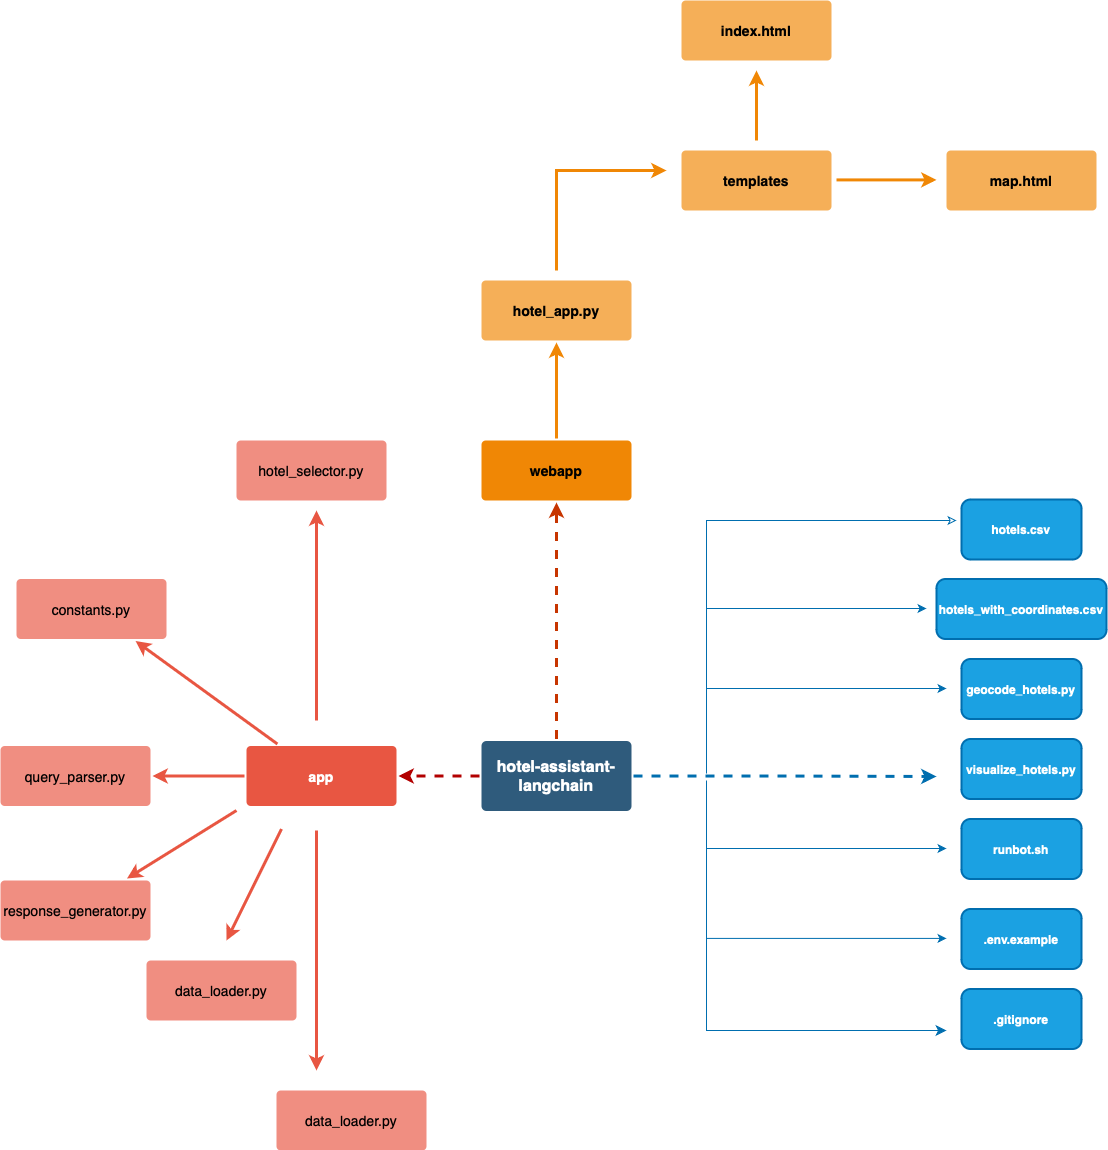 index.html
templates
map.html
hotel_app.py
webapp
hotel_selector.py
hotels.csv
constants.py
hotels_with_coordinates.csv
geocode_hotels.py
query_parser.py
app
hotel-assistant-
langchain
visualize_hotels.py
runbot.sh
response_generator.py
.env.example
data_loader.py
.gitignore
data_loader.py